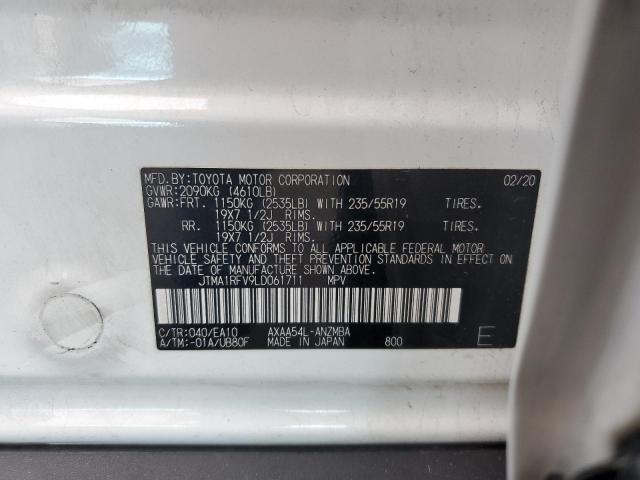 MFD.BY:TOYOTA MOTOR CORPORATION 02/20
GVWR:2090KG (4610LB)
GAWR:FRT. 1150KG (2535LB) WITH 235/55R19 TIRES.
19X7 1/2J RIMS.
RR. 1150KG (2535LB) WITH 235/55R19 TIRES.
19X7 1/2J RIMS.
THIS VEHICLE CONFORMS TO ALL APPLICABLE FEDERAL MOTOR
VEHICLE SAFETY AND THEFT PREVENTION STANDARDS IN EFFECT
ON THE DATE OF MANUFACTURE SHOWN ABOVE.
JTMA1RFV9LD061711 MPV
C/TR:040/EA10 AXAA54L-ANZMBA
A/TM:-01A/UB80F MADE IN JAPAN 800 E